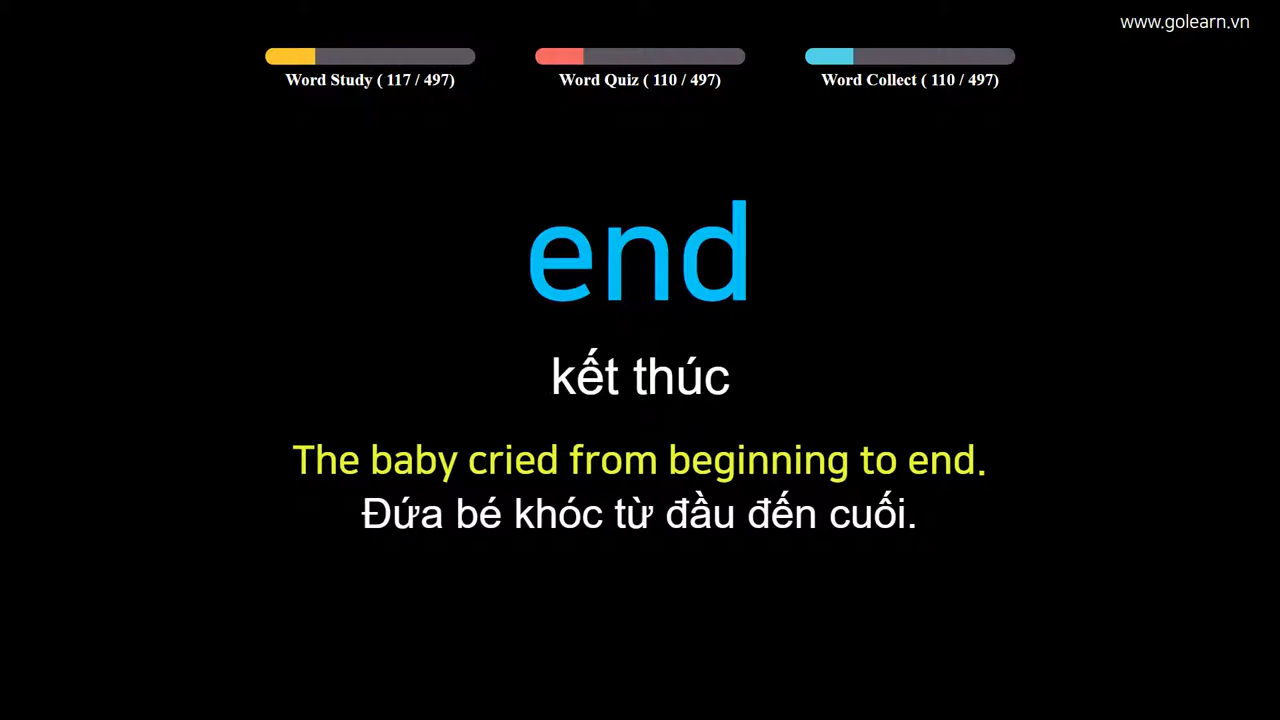 www.golearn.vn
Word Study ( 117 / 497)
Word Quiz ( 110 / 497)
Word Collect ( 110 / 497)
end
kết thúc
The baby cried from beginning to end.
Đứa bé khóc từ đầu đến cuối.